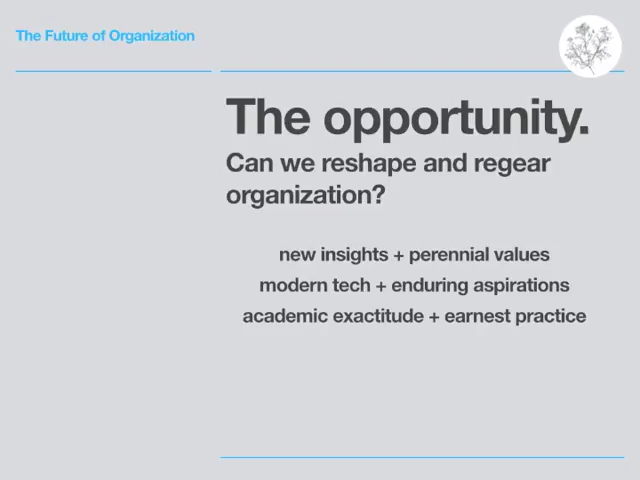 The Future of Organization
The opportunity.
Can we reshape and regear
organization?
new insights + perennial values
modern tech + enduring aspirations
academic exactitude + earnest practice